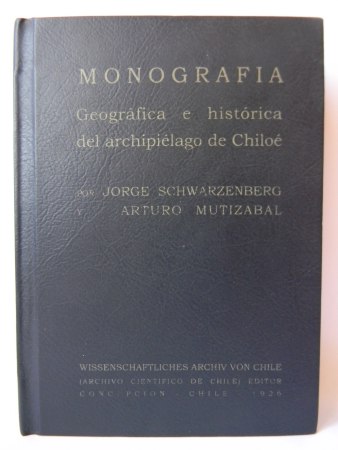 MONOGRAFIA
Geográfica e histórica
del archipiélago de Chiloé
POR JORGE SCHWARZENBERG
Y ARTURO MUTIZABAL
WISSENSCHAFTLICHES ARCHIV VON CHILE
(ARCHIVO CIENTIFICO DE CHILE) EDITOR
CONCEPCION - CHILE - 1926